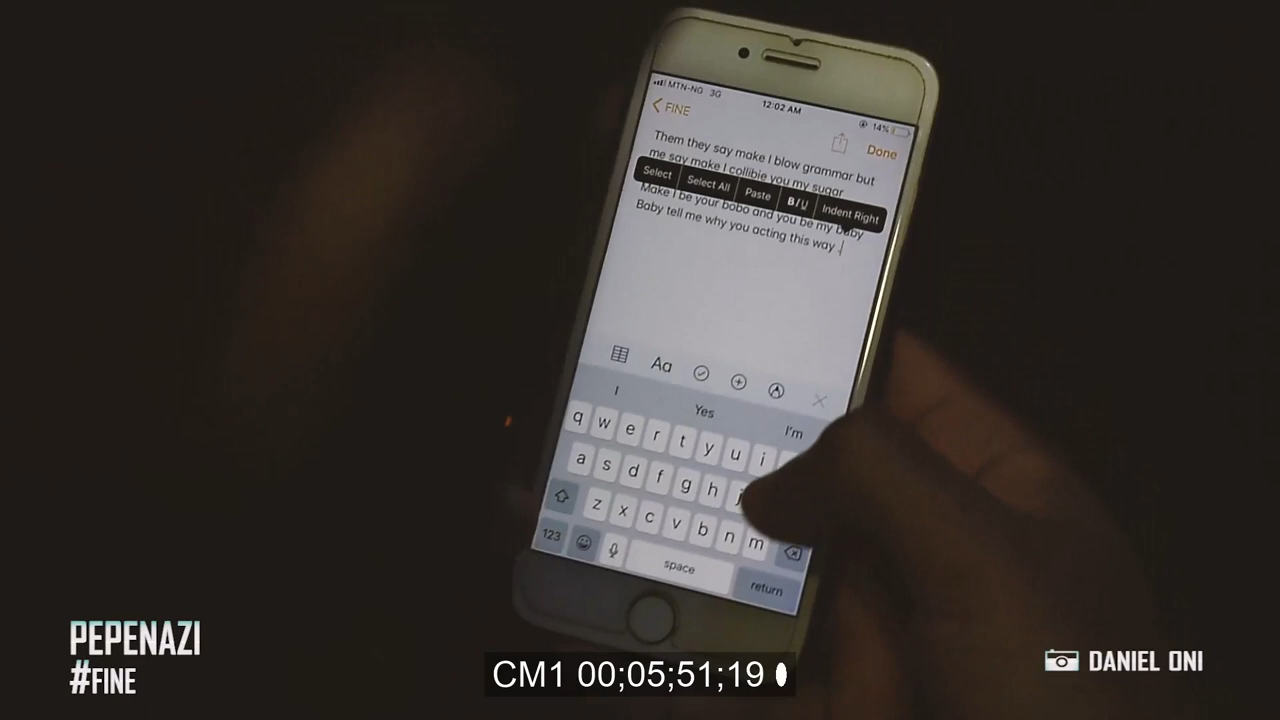 MTN-NG 3G 12:02 AM 14%
FINE
Done
Them they say make I blow grammar but
me say make I collibie you my sugar
Select Select All Paste B/U Indent Right
Make I be your bobo and you be my baby
Baby tell me why you acting this way .
Aa
I Yes I'm
q w e r t y u i
a s d f g h j
z x c v b n m
123 space return
PEPENAZI
#FINE
CM1 00;05;51;19
DANIEL ONI